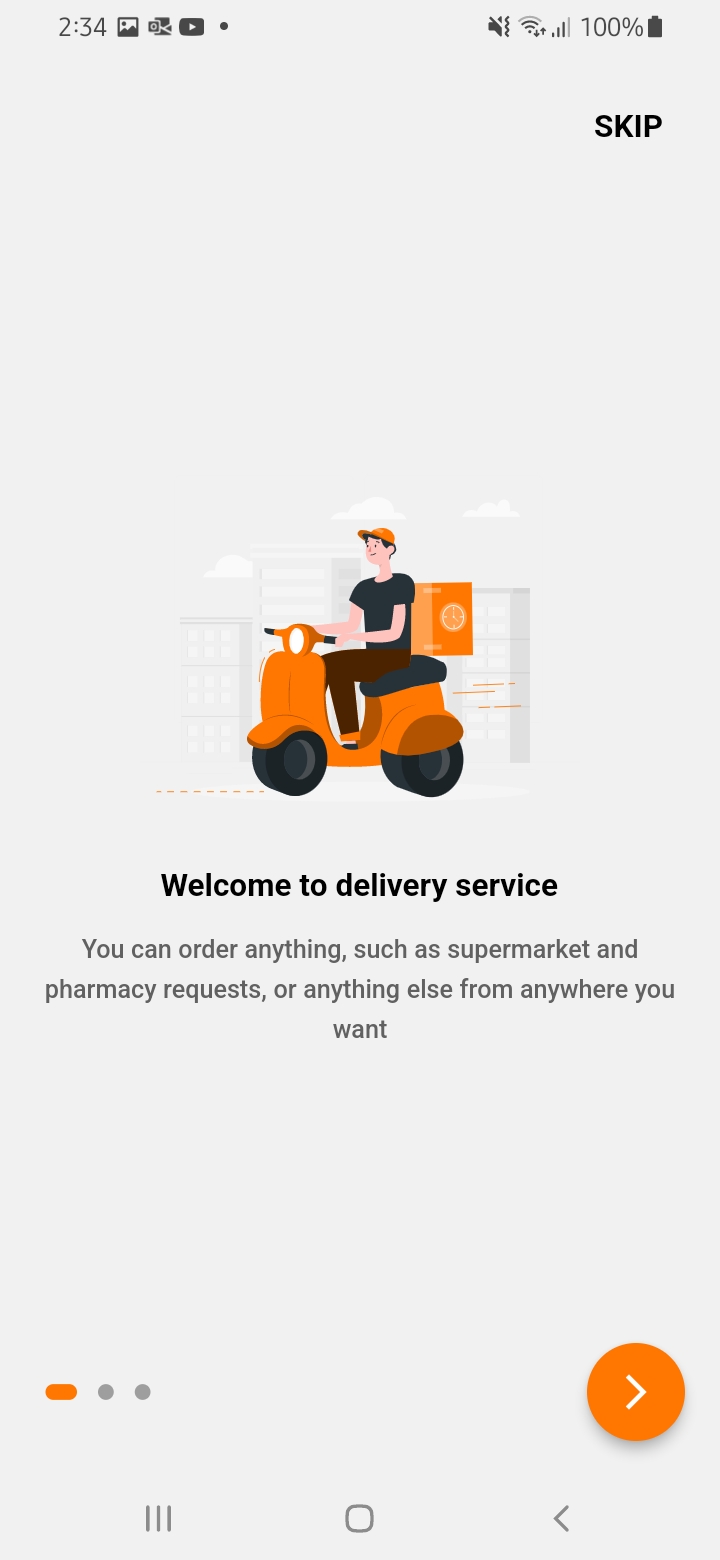 2:34 100%
SKIP
Welcome to delivery service
You can order anything, such as supermarket and
pharmacy requests, or anything else from anywhere you
want